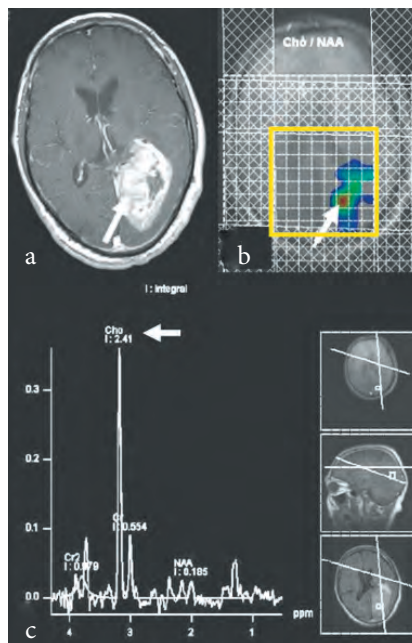 Cho / NAA
a
b
I : Integral
Cho
I : 2.41
0.3
0.2
0.1
0.0
Cr
I : 0.554
Cr2
I : 0.979
NAA
I : 0.185
4
3
2
1
ppm
c